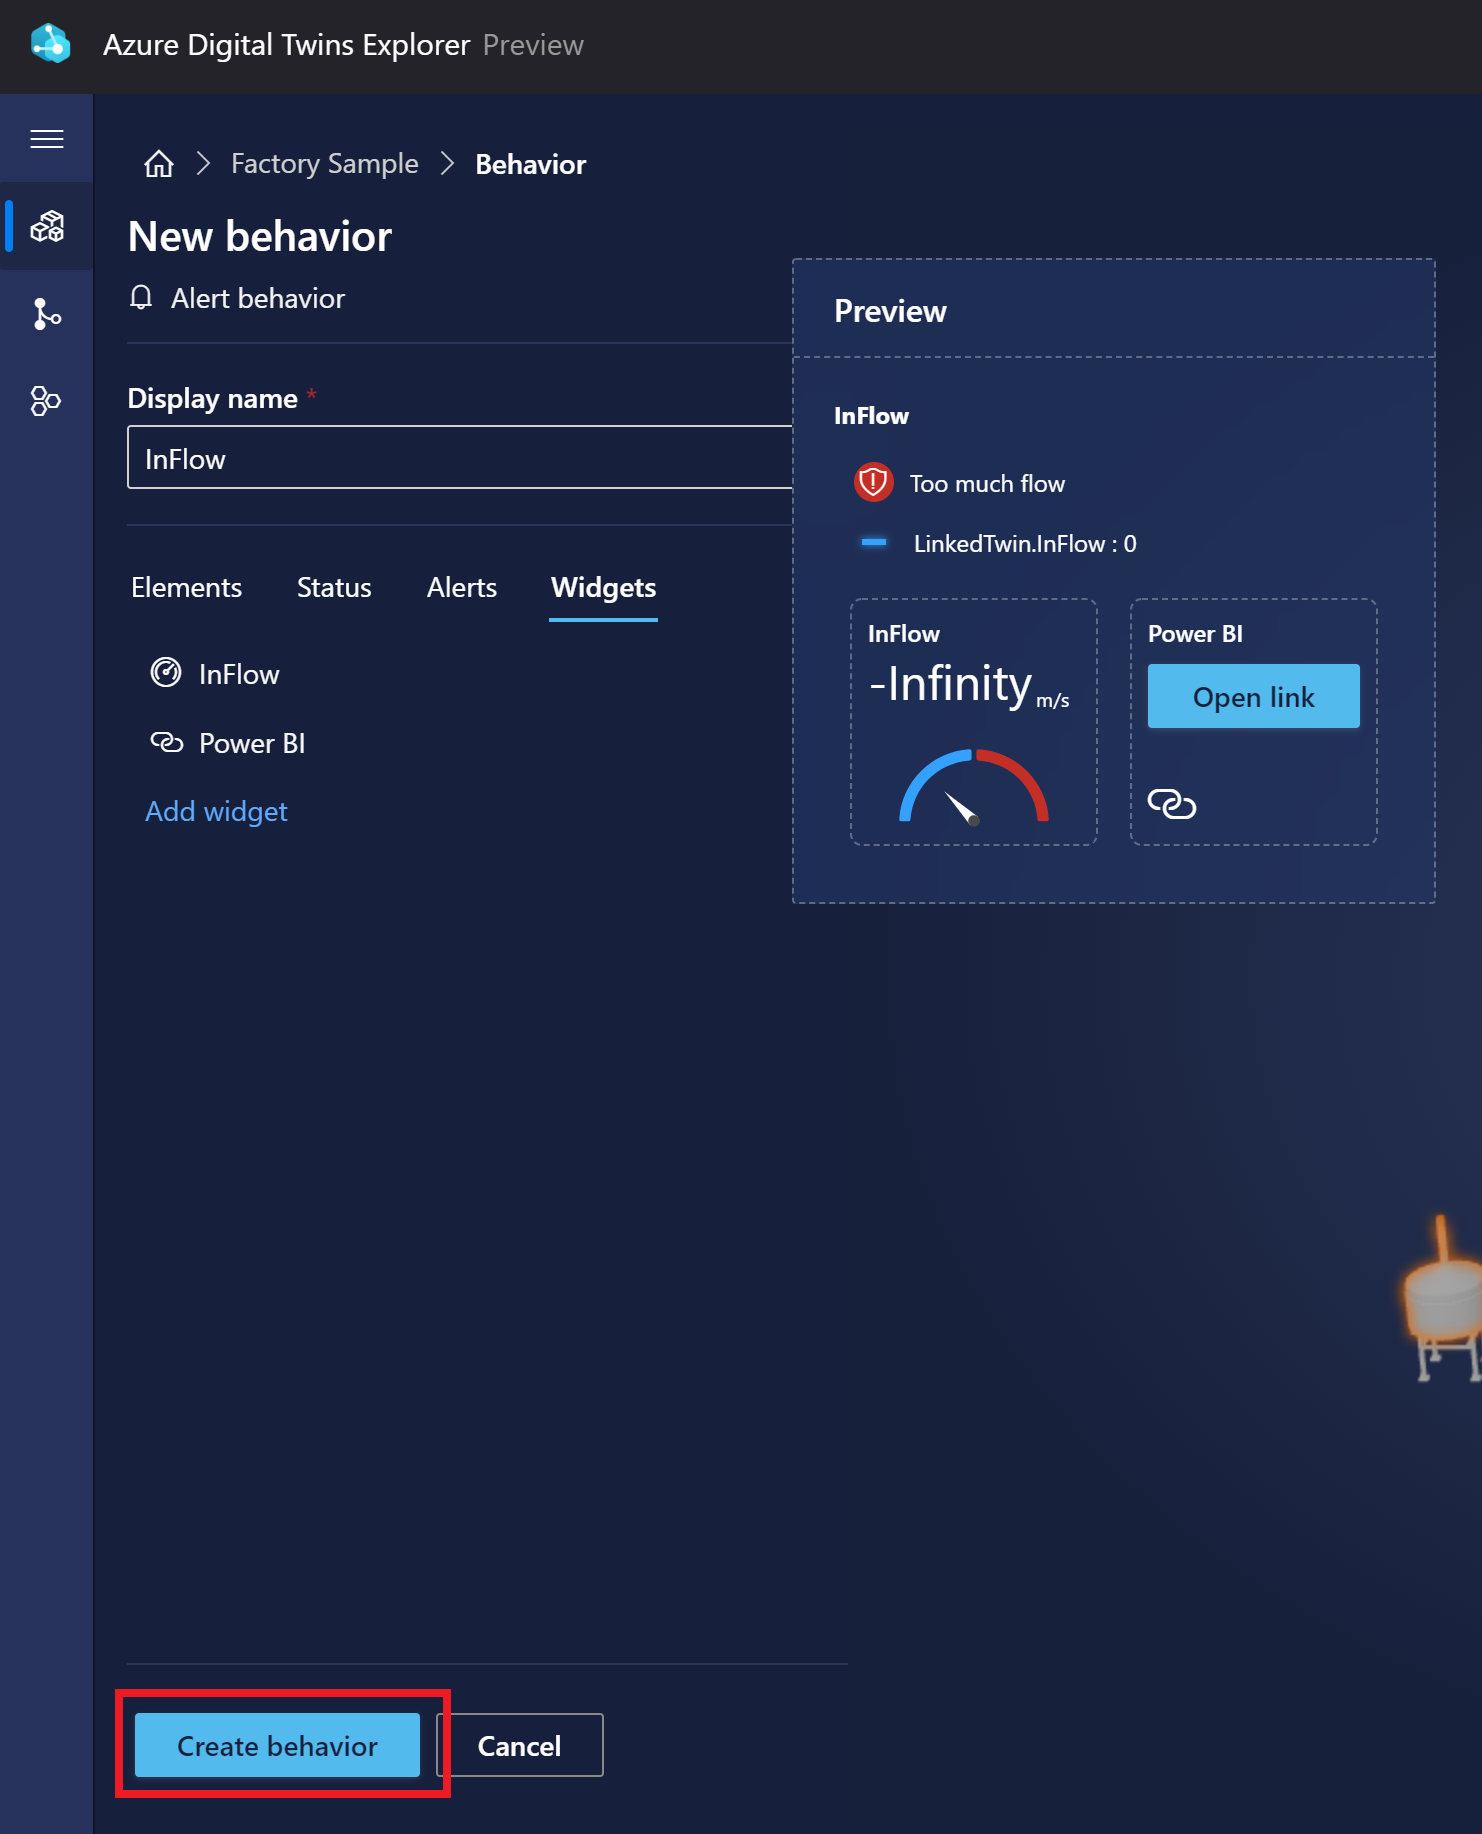 Azure Digital Twins Explorer Preview
Factory Sample Behavior
New behavior
Alert behavior
Display name *
InFlow
Elements Status Alerts Widgets
InFlow
Power BI
Add widget
Preview
InFlow
Too much flow
LinkedTwin.InFlow : 0
InFlow
-Infinity m/s
Power BI
Open link
Create behavior Cancel